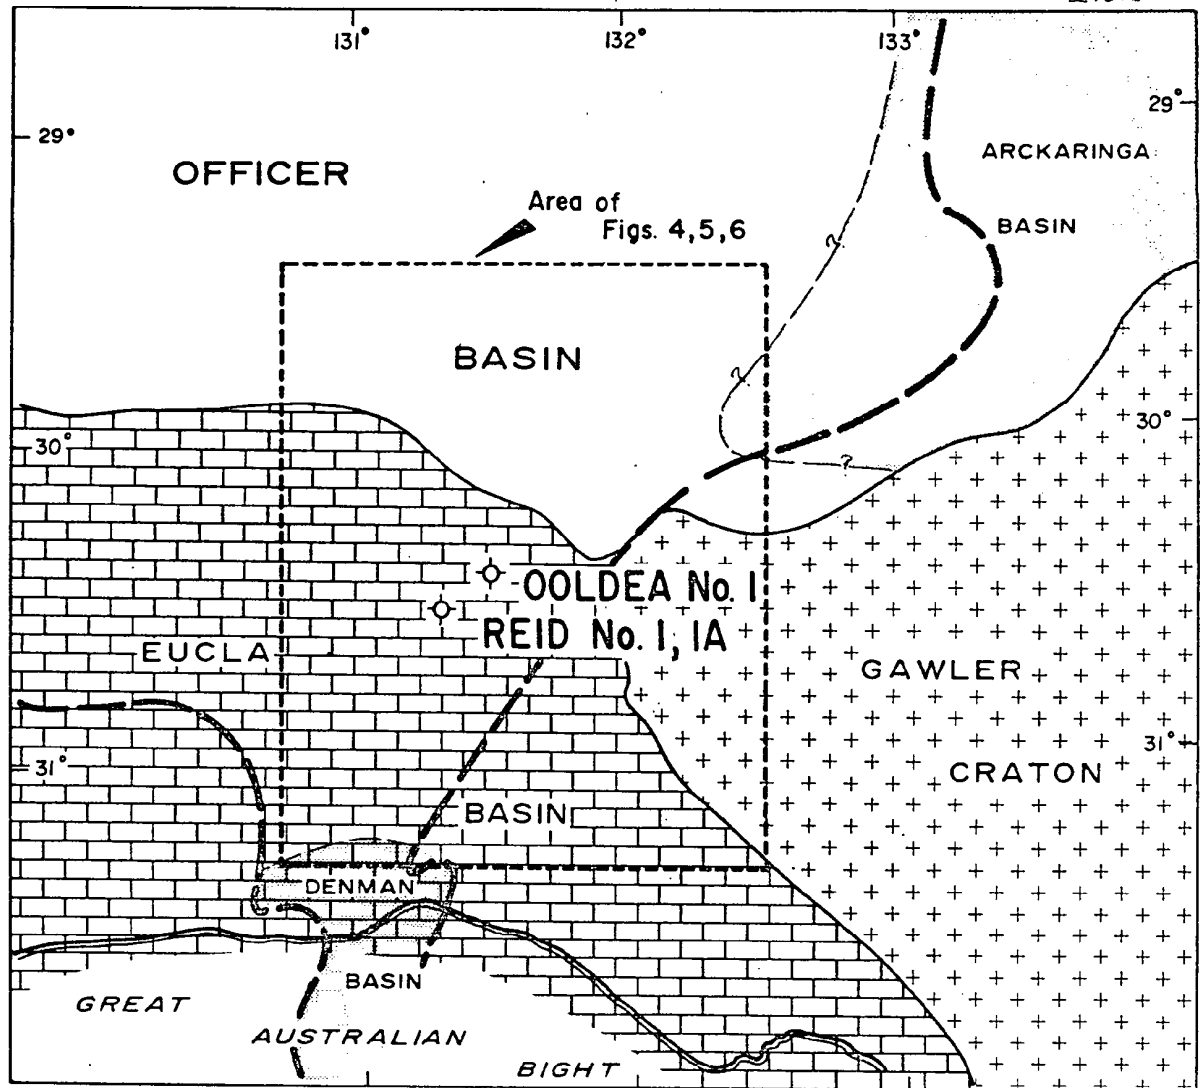 131° 132° 133°
29° 29°
OFFICER
ARCKARINGA
BASIN
Area of
Figs. 4,5,6
?
BASIN
?
?
30° 30°
OOLDEA No. 1
REID No. 1, 1A
EUCLA
GAWLER
31° 31°
CRATON
BASIN
DENMAN
BASIN
GREAT
AUSTRALIAN
BIGHT